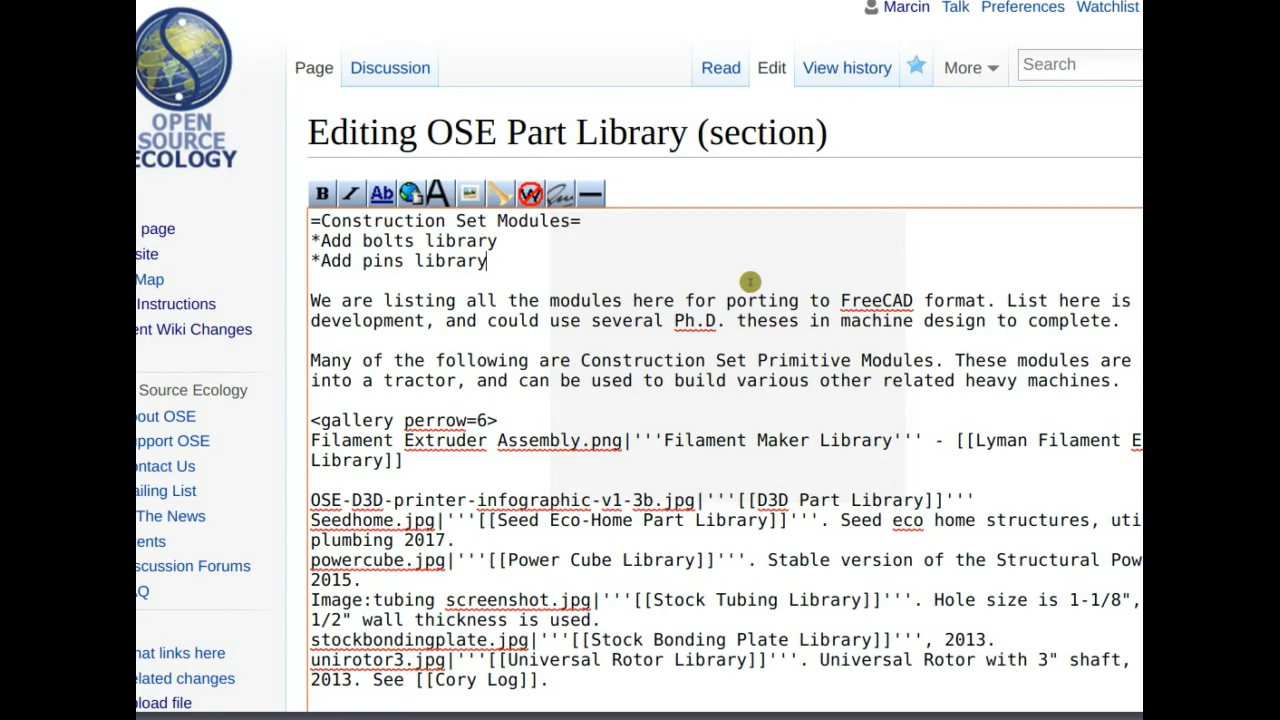 Marcin Talk Preferences Watchlist
Page Discussion Read Edit View history More Search
OPEN
SOURCE
ECOLOGY
Editing OSE Part Library (section)
B I Ab A W
page
site
Map
Instructions
ent Wiki Changes
Source Ecology
out OSE
upport OSE
ontact Us
ailing List
The News
ents
scussion Forums
AQ
hat links here
elated changes
pload file
=Construction Set Modules=
*Add bolts library
*Add pins library
We are listing all the modules here for porting to FreeCAD format. List here is
development, and could use several Ph.D. theses in machine design to complete.
Many of the following are Construction Set Primitive Modules. These modules are
into a tractor, and can be used to build various other related heavy machines.
<gallery perrow=6>
Filament Extruder Assembly.png|'''Filament Maker Library''' - [[Lyman Filament E
Library]]
OSE-D3D-printer-infographic-v1-3b.jpg|'''[[D3D Part Library]]'''
Seedhome.jpg|'''[[Seed Eco-Home Part Library]]'''. Seed eco home structures, uti
plumbing 2017.
powercube.jpg|'''[[Power Cube Library]]'''. Stable version of the Structural Pow
2015.
Image:tubing screenshot.jpg|'''[[Stock Tubing Library]]'''. Hole size is 1-1/8",
1/2" wall thickness is used.
stockbondingplate.jpg|'''[[Stock Bonding Plate Library]]''', 2013.
unirotor3.jpg|'''[[Universal Rotor Library]]'''. Universal Rotor with 3" shaft,
2013. See [[Cory Log]].